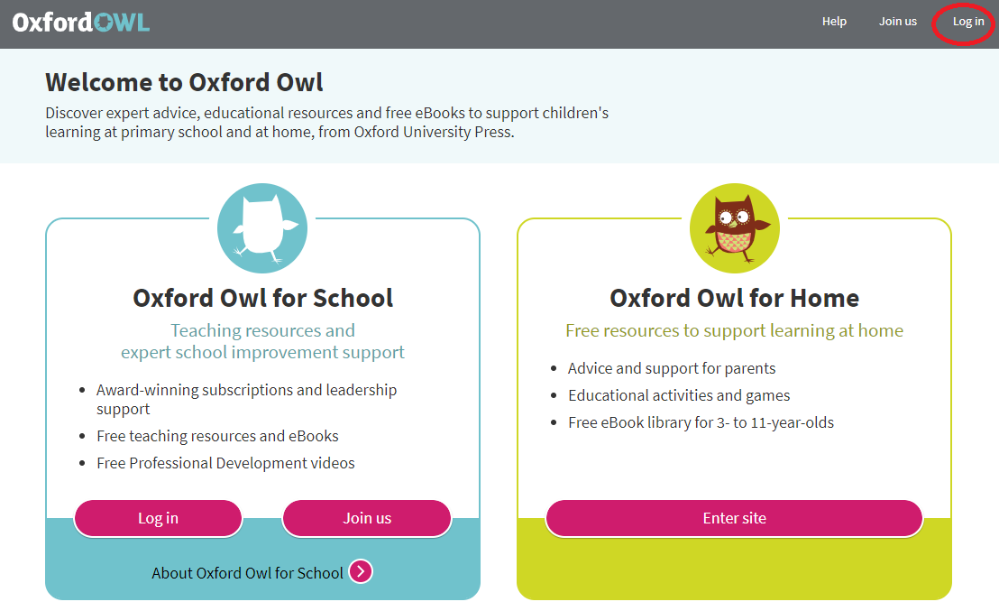 OxfordOWL
Help
Join us
Log in
Welcome to Oxford Owl
Discover expert advice, educational resources and free eBooks to support children's
learning at primary school and at home, from Oxford University Press.
Oxford Owl for School
Teaching resources and
expert school improvement support
• Award-winning subscriptions and leadership
support
• Free teaching resources and eBooks
• Free Professional Development videos
Log in
Join us
About Oxford Owl for School
Oxford Owl for Home
Free resources to support learning at home
• Advice and support for parents
• Educational activities and games
• Free eBook library for 3- to 11-year-olds
Enter site